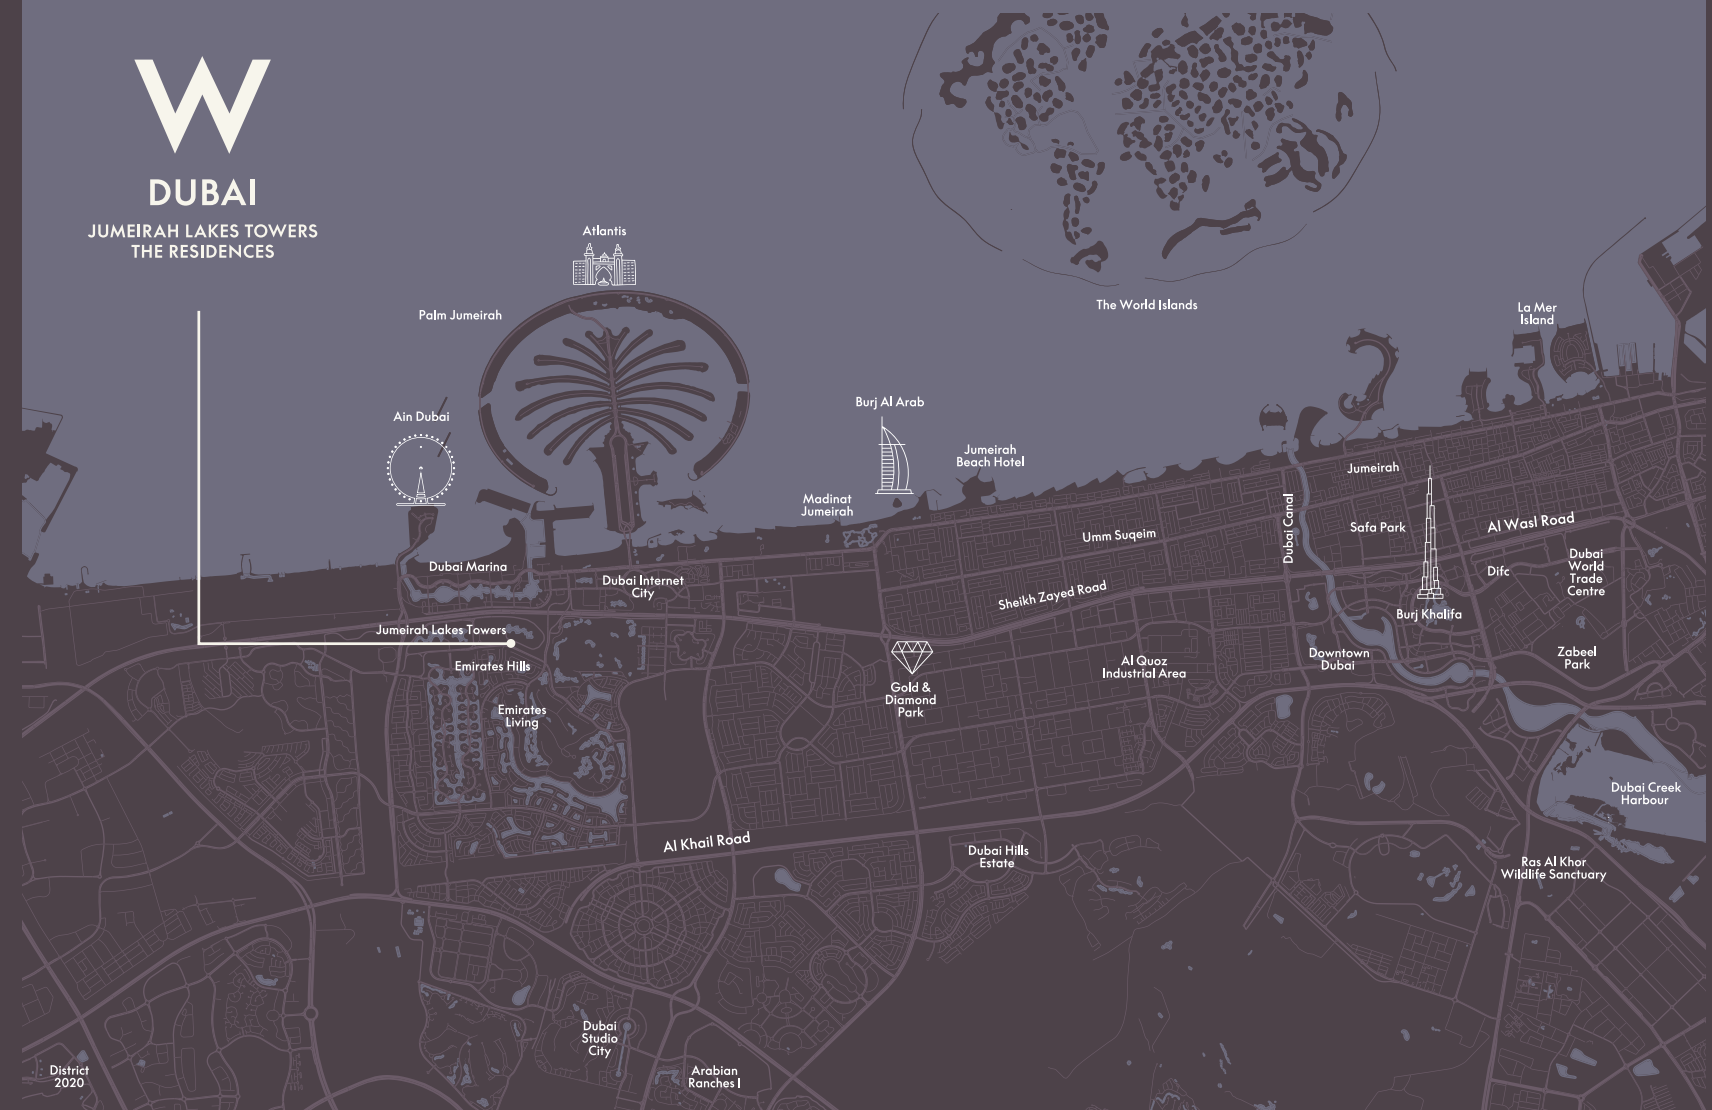 W
DUBAI
JUMEIRAH LAKES TOWERS
THE RESIDENCES
Atlantis
Palm Jumeirah
The World Islands
La Mer
Island
Ain Dubai
Burj Al Arab
Jumeirah
Beach Hotel
Madinat
Jumeirah
Jumeirah
Safa Park
Al Wasl Road
Dubai Canal
Umm Suqeim
Dubai
World
Trade
Centre
Difc
Dubai Marina
Dubai Internet
City
Sheikh Zayed Road
Burj Khalifa
Jumeirah Lakes Towers
Emirates Hills
Emirates
Living
Gold &
Diamond
Park
Al Quoz
Industrial Area
Downtown
Dubai
Zabeel
Park
Dubai Creek
Harbour
Al Khail Road
Dubai Hills
Estate
Ras Al Khor
Wildlife Sanctuary
Dubai
Studio
City
District
2020
Arabian
Ranches I